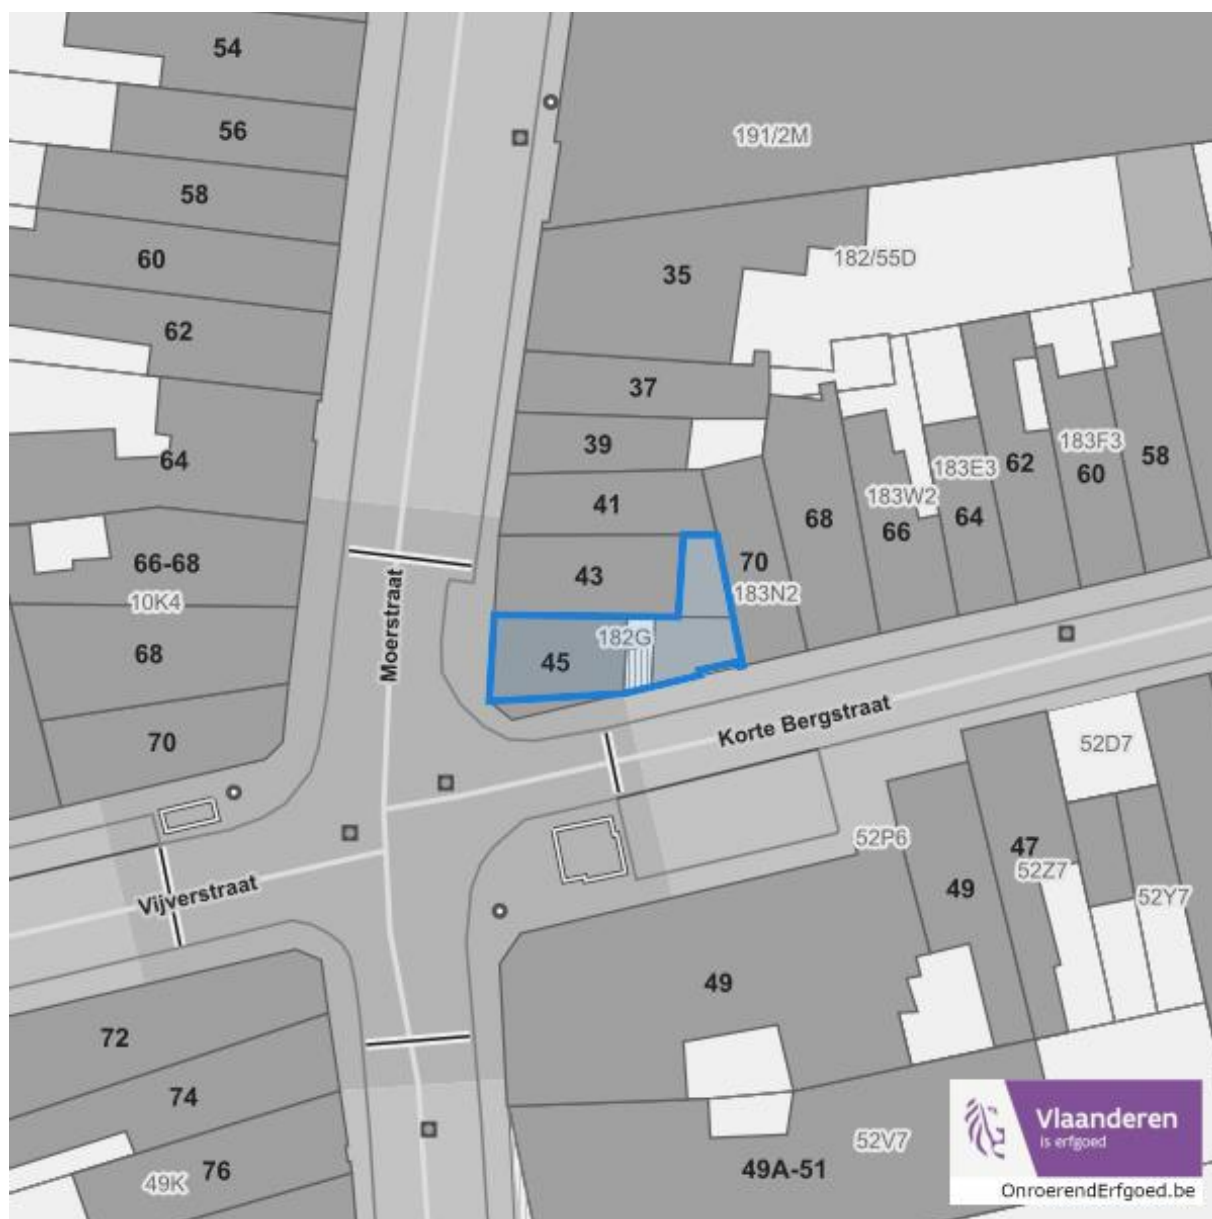 54
191/2M
56
58
60
182/55D
35
62
37
39
64
183F3
62
58
183E3
60
41
183W2
68
64
66
66-68
43
70
10K4
183N2
Moerstraat
182G
68
45
Korte Bergstraat
70
52D7
52P6
47
52Z7
49
52Y7
Vijverstraat
49
72
74
Vlaanderen
is erfgoed
52V7
49A-51
76
49K
OnroerendErfgoed.be